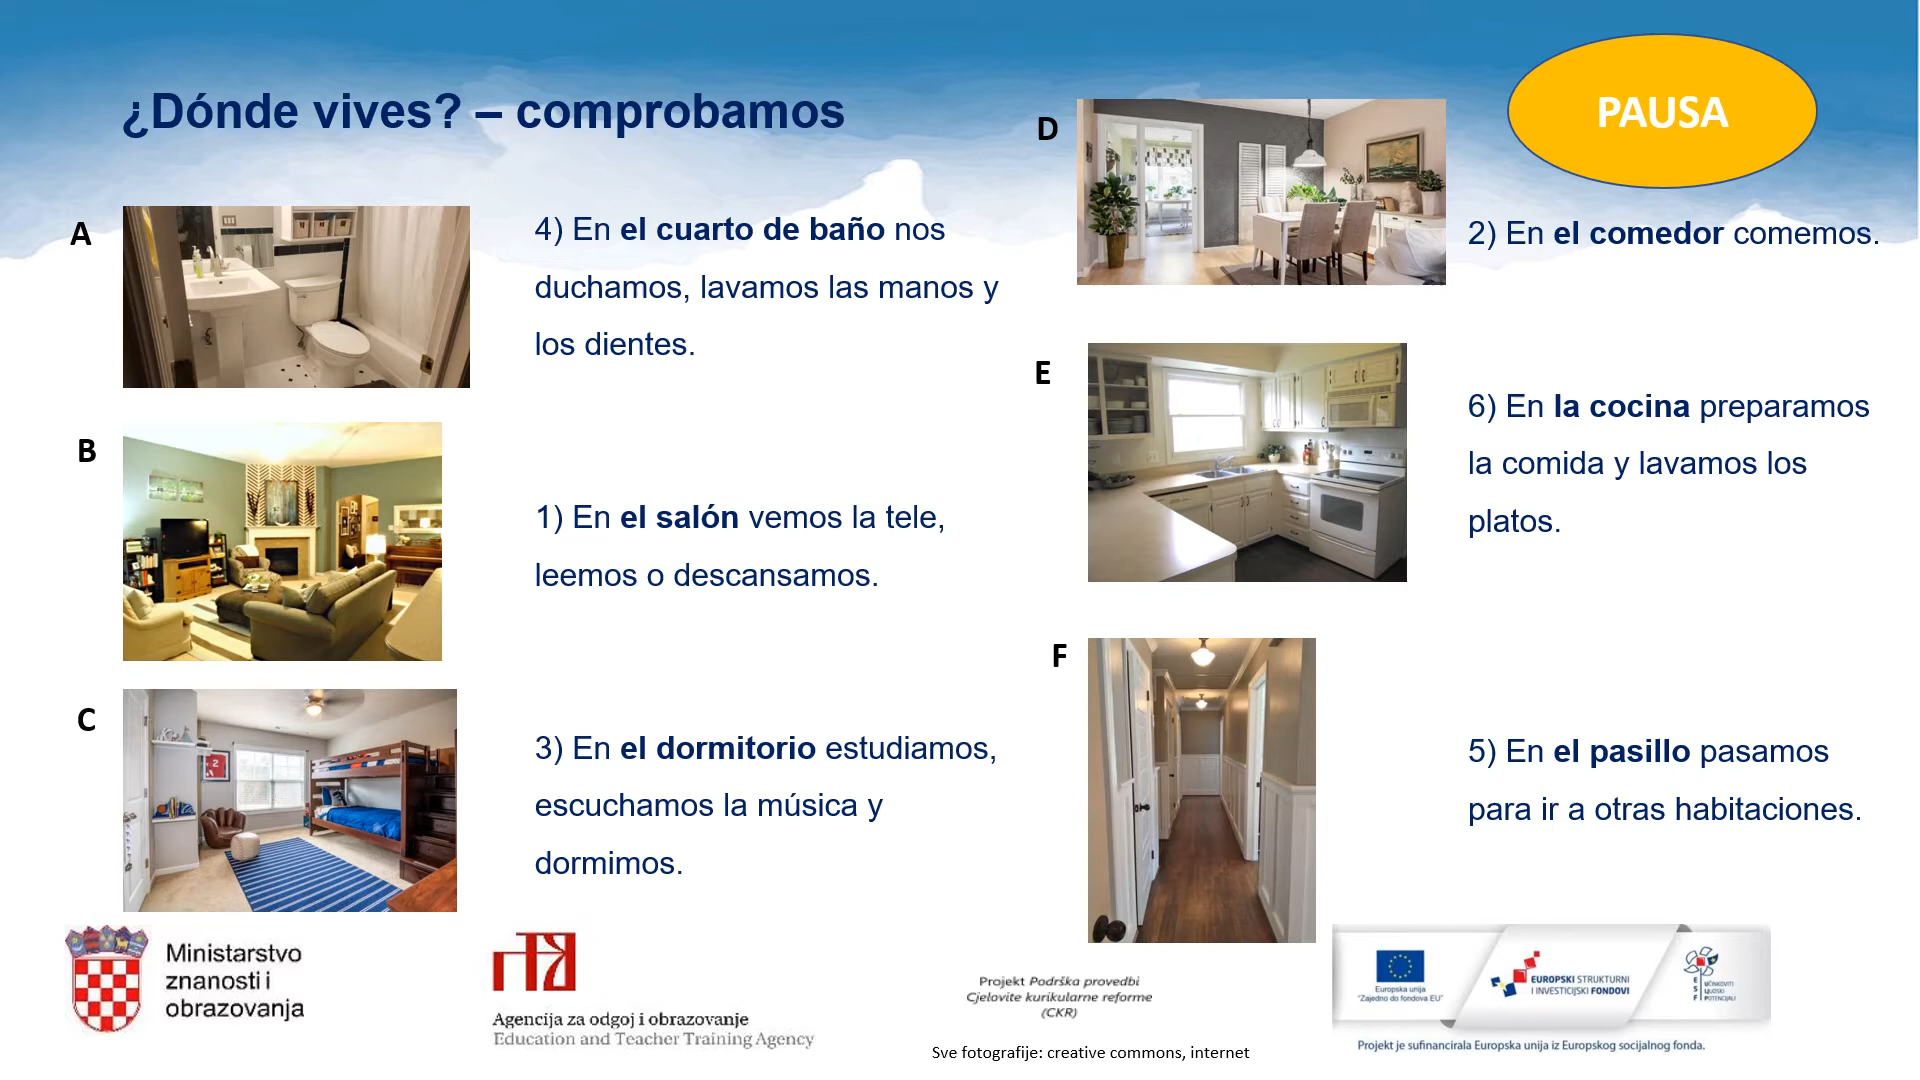 ¿Dónde vives? – comprobamos
PAUSA
A
4) En el cuarto de baño nos
duchamos, lavamos las manos y
los dientes.
B
1) En el salón vemos la tele,
leemos o descansamos.
C
3) En el dormitorio estudiamos,
escuchamos la música y
dormimos.
D
2) En el comedor comemos.
E
6) En la cocina preparamos
la comida y lavamos los
platos.
F
5) En el pasillo pasamos
para ir a otras habitaciones.
Ministarstvo
znanosti i
obrazovanja
Agencija za odgoj i obrazovanje
Education and Teacher Training Agency
Projekt Podrška provedbi
Cjelovite kurikularne reforme
(CKR)
Sve fotografije: creative commons, internet
Europska unija
"Zajedno do fondova EU"
EUROPSKI STRUKTURNI
I INVESTICIJSKI FONDOVI
ESF
UČINKOVITI
LJUDSKI
POTENCIJALI
Projekt je sufinancirala Europska unija iz Europskog socijalnog fonda.